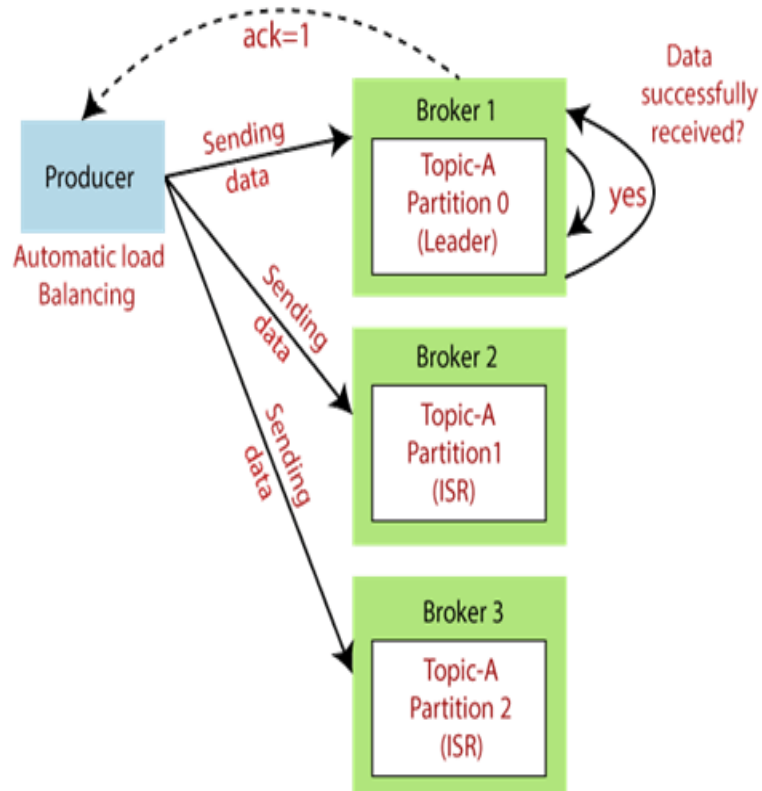 ack=1
Producer
Automatic load
Balancing
Sending
data
Sending
data
Sending
data
Broker 1
Topic-A
Partition 0
(Leader)
Data
successfully
received?
yes
Broker 2
Topic-A
Partition1
(ISR)
Broker 3
Topic-A
Partition 2
(ISR)